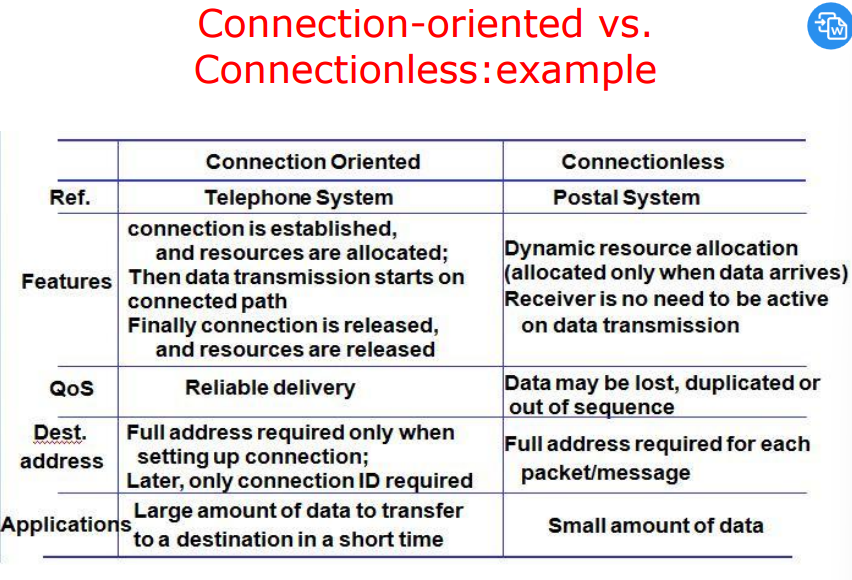 Connection-oriented vs.
Connectionless:example
W
Connection Oriented
Connectionless
Ref.
Telephone System
Postal System
Features
connection is established,
and resources are allocated;
Then data transmission starts on
connected path
Finally connection is released,
and resources are released
Dynamic resource allocation
(allocated only when data arrives)
Receiver is no need to be active
on data transmission
QoS
Reliable delivery
Data may be lost, duplicated or
out of sequence
Dest.
address
Full address required only when
setting up connection;
Later, only connection ID required
Full address required for each
packet/message
Applications
Large amount of data to transfer
to a destination in a short time
Small amount of data